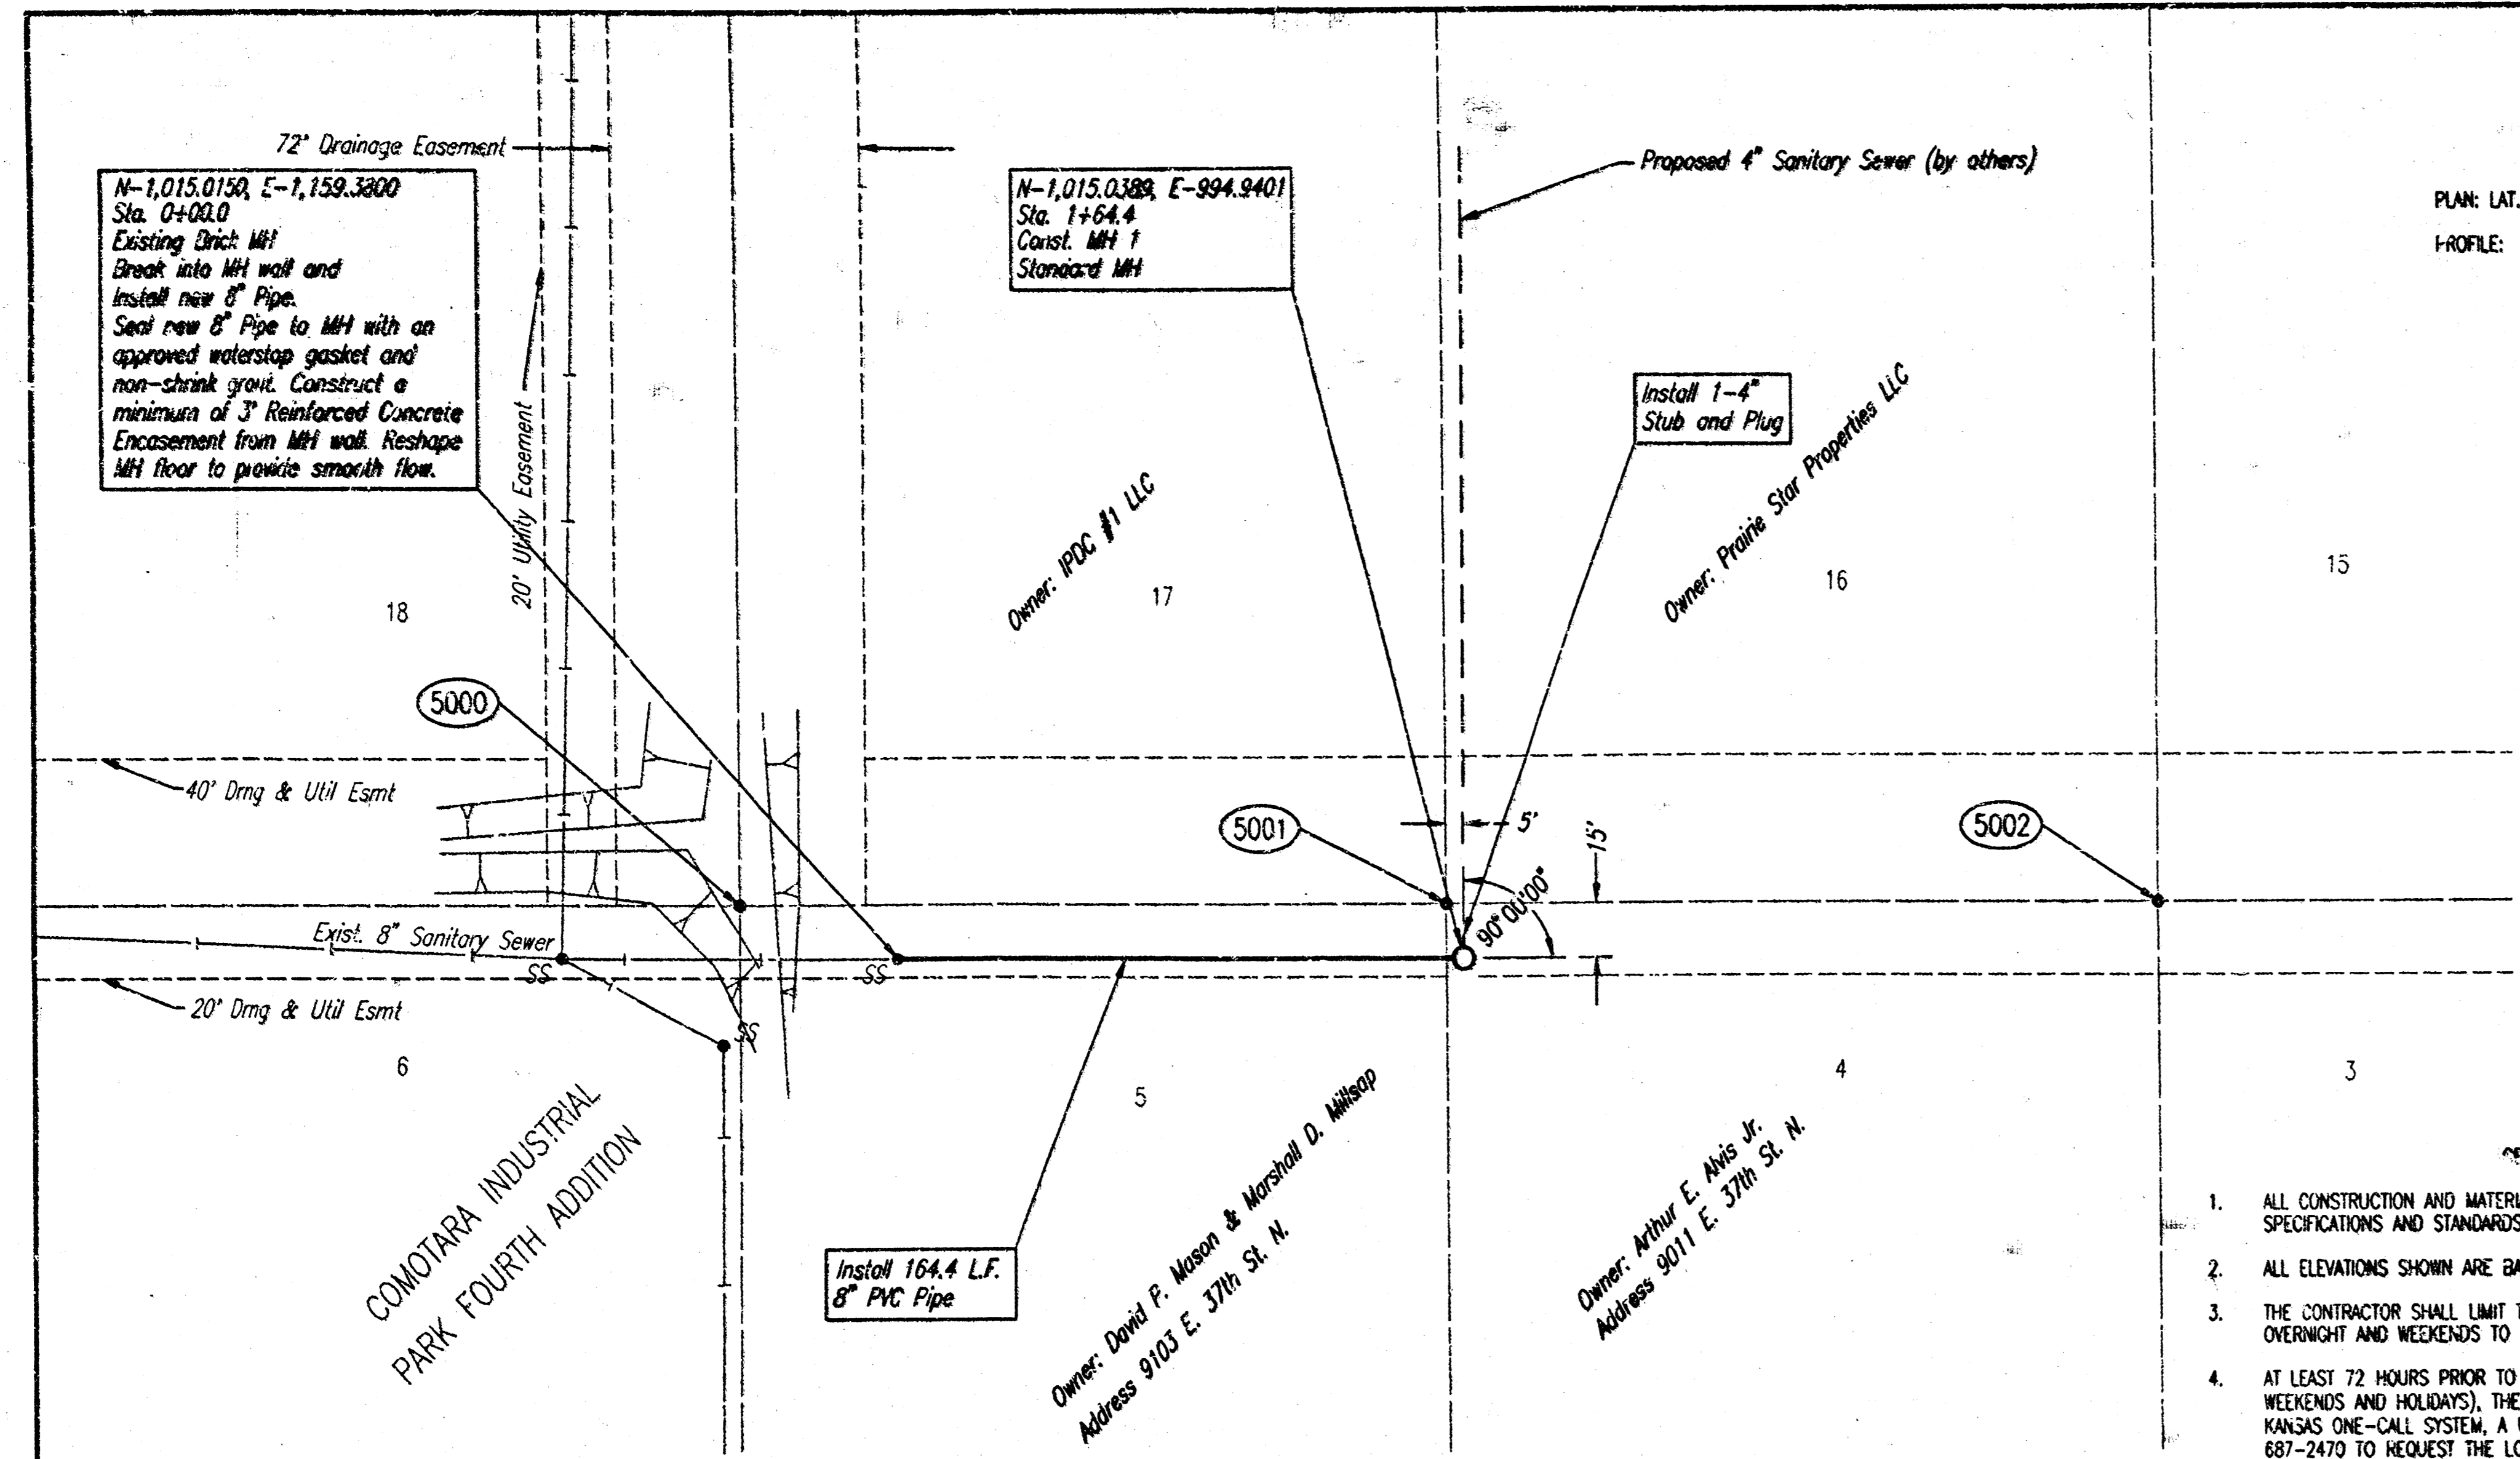 72' Drainage Easement
N-1,015.0150, E-1,159.3800
Sta. 0+00.0
Existing Brick MH
Break into MH wall and
Install new 8" Pipe.
Seal new 8" Pipe to MH with an
approved waterstop gasket and
non-shrink grout. Construct a
minimum of 3' Reinforced Concrete
Encasement from MH wall. Reshape
MH floor to provide smooth flow.
20' Utility Easement
N-1,015.0389, E-994.9401
Sta. 1+64.4
Const. MH 1
Standard MH
Proposed 4" Sanitary Sewer (by others)
PLAN: LAT.
PROFILE:
Install 1-4"
Stub and Plug
Owner: IPDC #1 LLC
Owner: Prairie Star Properties LLC
18
17
16
15
5000
40' Drng & Util Esmt
5001
5'
15'
5002
90°00'00"
Exist. 8" Sanitary Sewer
SS
SS
SS
20' Drng & Util Esmt
6
5
4
3
COMOTARA INDUSTRIAL
PARK FOURTH ADDITION
Install 164.4 L.F.
8" PVC Pipe
Owner: David P. Mason & Marshall D. Millsap
Address 9103 E. 37th St. N.
Owner: Arthur E. Alvis Jr.
Address 9011 E. 37th St. N.
1. ALL CONSTRUCTION AND
SPECIFICATIONS AND STANDARDS
2. ALL ELEVATIONS SHOWN ARE
3. THE CONTRACTOR SHALL LIMIT
OVERNIGHT AND WEEKENDS TO
4. AT LEAST 72 HOURS PRIOR TO
WEEKENDS AND HOLIDAYS), THE
KANSAS ONE-CALL SYSTEM, A
687-2470 TO REQUEST THE